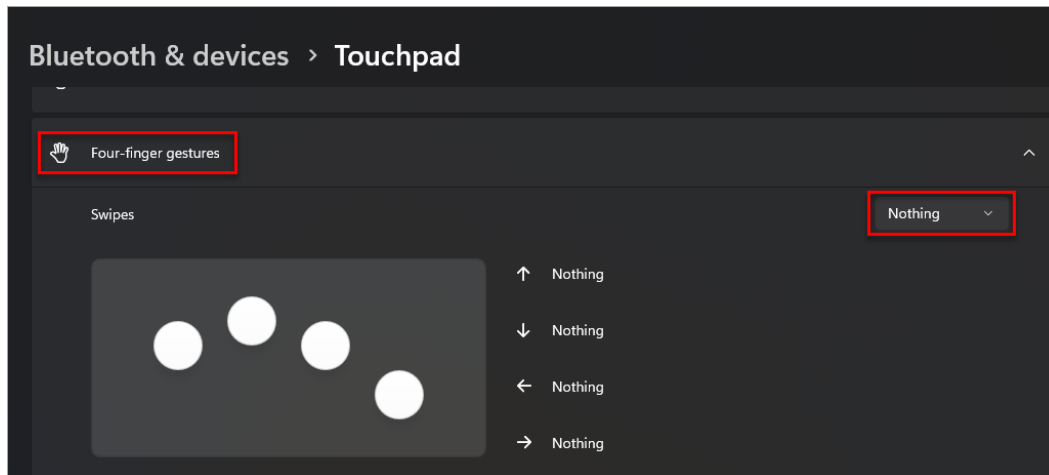 Bluetooth & devices > Touchpad
Four-finger gestures
Swipes
Nothing
↑ Nothing
↓ Nothing
← Nothing
→ Nothing